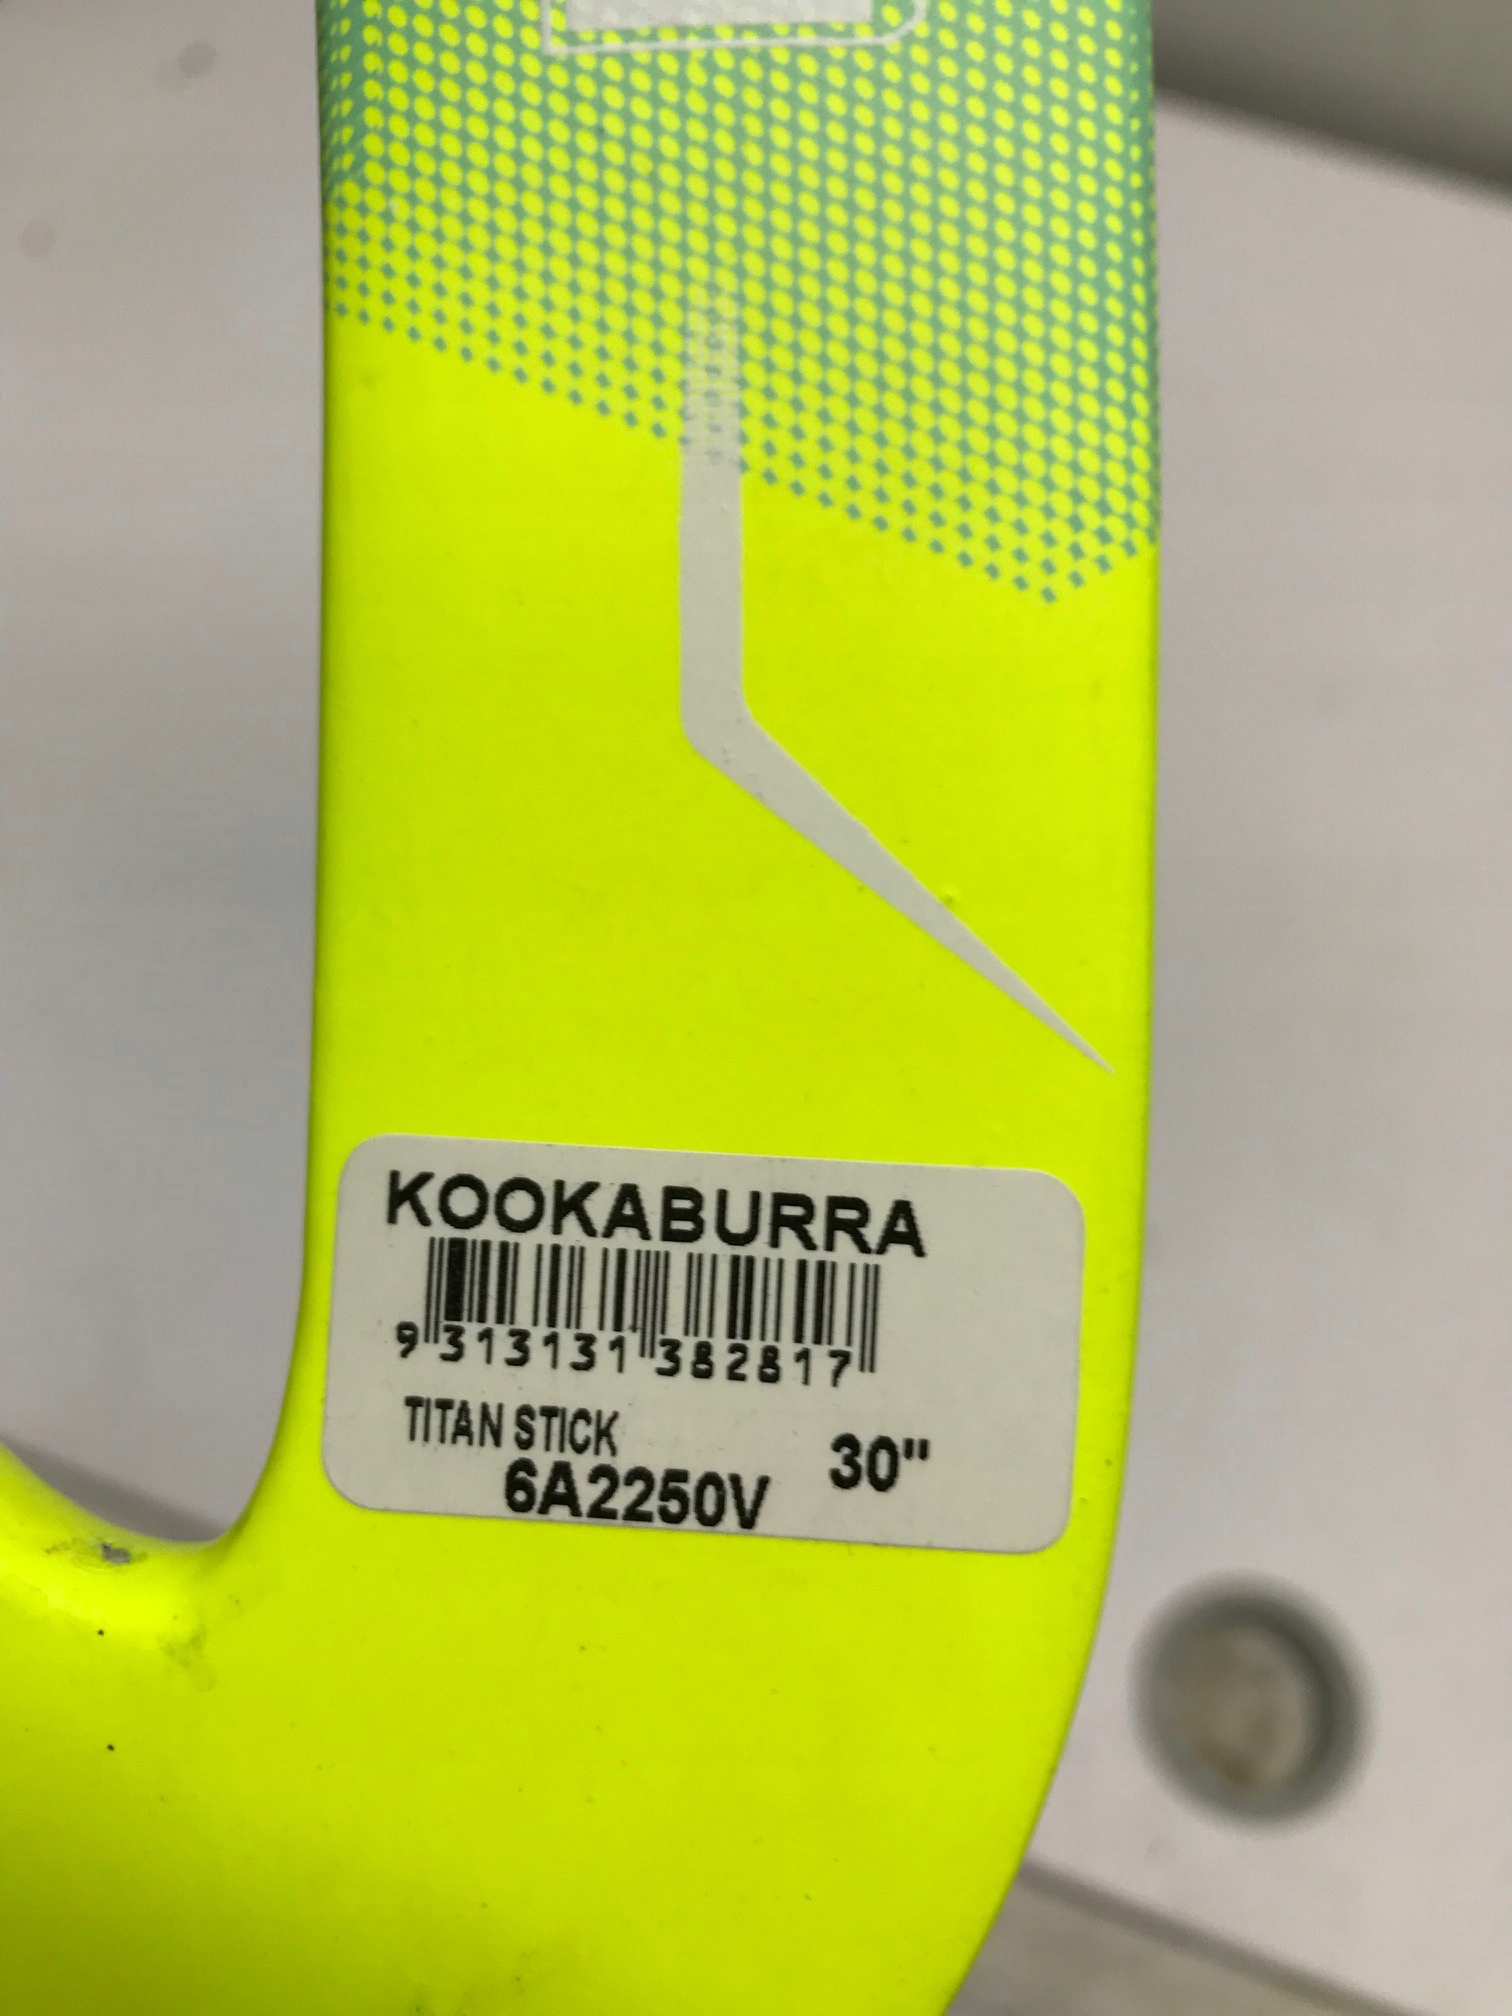 KOOKABURRA
9 313131 382817
TITAN STICK
30"
6A2250V